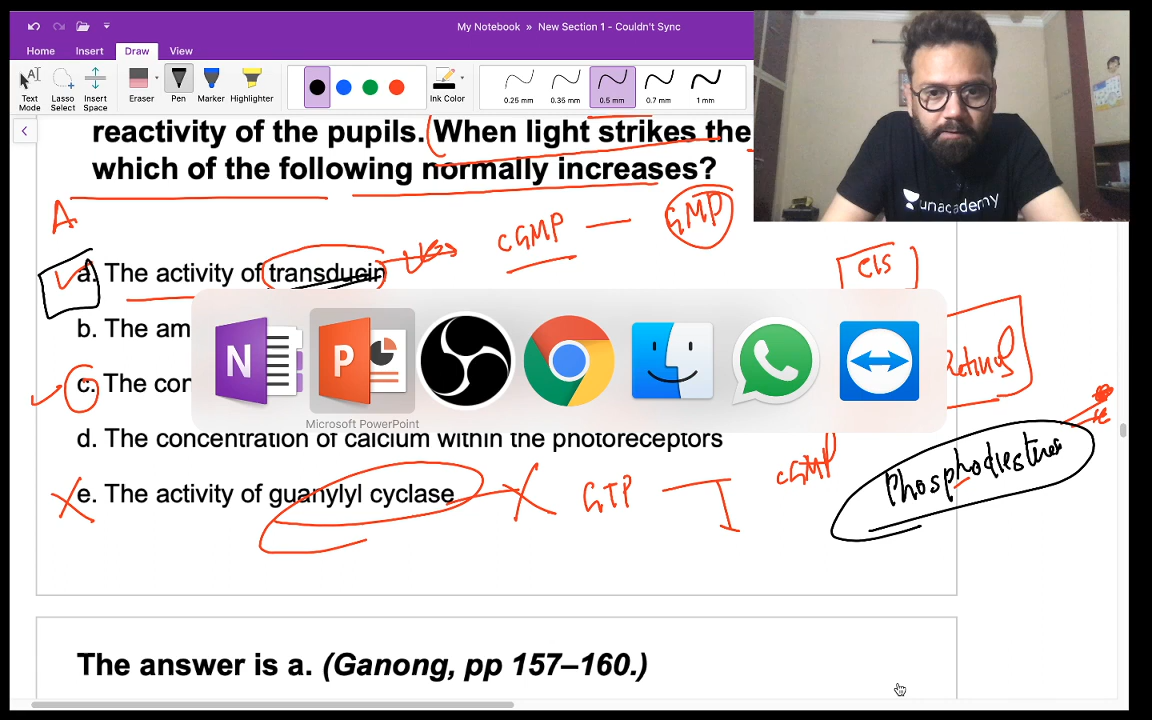 My Notebook » New Section 1 - Couldn't Sync
Home Insert Draw View
Text Mode
Lasso Select
Insert Space
Eraser
Pen
Marker
Highlighter
Ink Color
0.25 mm
0.35 mm
0.5 mm
0.7 mm
1 mm
unacademy
reactivity of the pupils. When light strikes the
which of the following normally increases?
A
cGMP — GMP
a. The activity of transducin
cis
b. The am
N
P
Microsoft PowerPoint
c. The con
d. The concentration of calcium within the photoreceptors
cGMP
e. The activity of guanylyl cyclase
GTP
The answer is a. (Ganong, pp 157–160.)